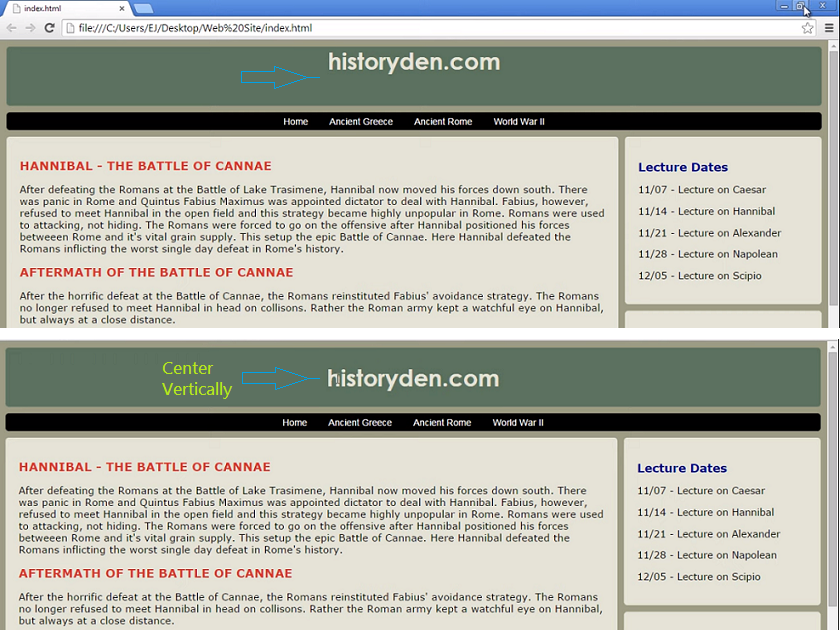 index.html
file:///C:/Users/EJ/Desktop/Web%20Site/index.html
historyden.com
Home Ancient Greece Ancient Rome World War II
HANNIBAL - THE BATTLE OF CANNAE
After defeating the Romans at the Battle of Lake Trasimene, Hannibal now moved his forces down south. There
was panic in Rome and Quintus Fabius Maximus was appointed dictator to deal with Hannibal. Fabius, however,
refused to meet Hannibal in the open field and this strategy became highly unpopular in Rome. Romans were used
to attacking, not hiding. The Romans were forced to go on the offensive after Hannibal positioned his forces
betweeen Rome and it's vital grain supply. This setup the epic Battle of Cannae. Here Hannibal defeated the
Romans inflicting the worst single day defeat in Rome's history.
AFTERMATH OF THE BATTLE OF CANNAE
After the horrific defeat at the Battle of Cannae, the Romans reinstituted Fabius' avoidance strategy. The Romans
no longer refused to meet Hannibal in head on collisons. Rather the Roman army kept a watchful eye on Hannibal,
but always at a close distance.
Lecture Dates
11/07 - Lecture on Caesar
11/14 - Lecture on Hannibal
11/21 - Lecture on Alexander
11/28 - Lecture on Napolean
12/05 - Lecture on Scipio
Center
Vertically
historyden.com
Home Ancient Greece Ancient Rome World War II
HANNIBAL - THE BATTLE OF CANNAE
After defeating the Romans at the Battle of Lake Trasimene, Hannibal now moved his forces down south. There
was panic in Rome and Quintus Fabius Maximus was appointed dictator to deal with Hannibal. Fabius, however,
refused to meet Hannibal in the open field and this strategy became highly unpopular in Rome. Romans were used
to attacking, not hiding. The Romans were forced to go on the offensive after Hannibal positioned his forces
betweeen Rome and it's vital grain supply. This setup the epic Battle of Cannae. Here Hannibal defeated the
Romans inflicting the worst single day defeat in Rome's history.
AFTERMATH OF THE BATTLE OF CANNAE
After the horrific defeat at the Battle of Cannae, the Romans reinstituted Fabius' avoidance strategy. The Romans
no longer refused to meet Hannibal in head on collisons. Rather the Roman army kept a watchful eye on Hannibal,
but always at a close distance.
Lecture Dates
11/07 - Lecture on Caesar
11/14 - Lecture on Hannibal
11/21 - Lecture on Alexander
11/28 - Lecture on Napolean
12/05 - Lecture on Scipio